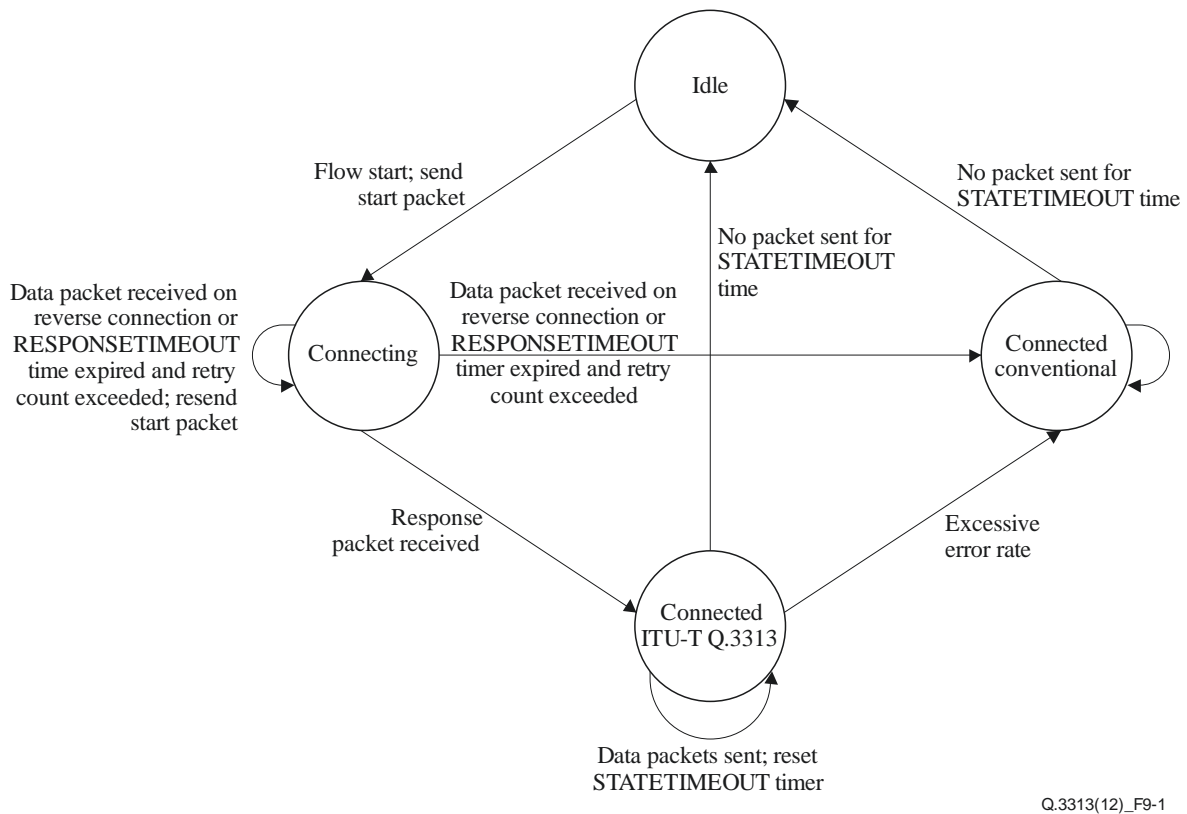 Idle
Flow start; send
start packet
No packet sent for
STATETIMEOUT time
No packet sent for
STATETIMEOUT
time
Data packet received on
reverse connection or
RESPONSETIMEOUT
time expired and retry
count exceeded; resend
start packet
Connecting
Data packet received on
reverse connection or
RESPONSETIMEOUT
timer expired and retry
count exceeded
Connected
conventional
Response
packet received
Excessive
error rate
Connected
ITU-T Q.3313
Data packets sent; reset
STATETIMEOUT timer
Q.3313(12)_F9-1